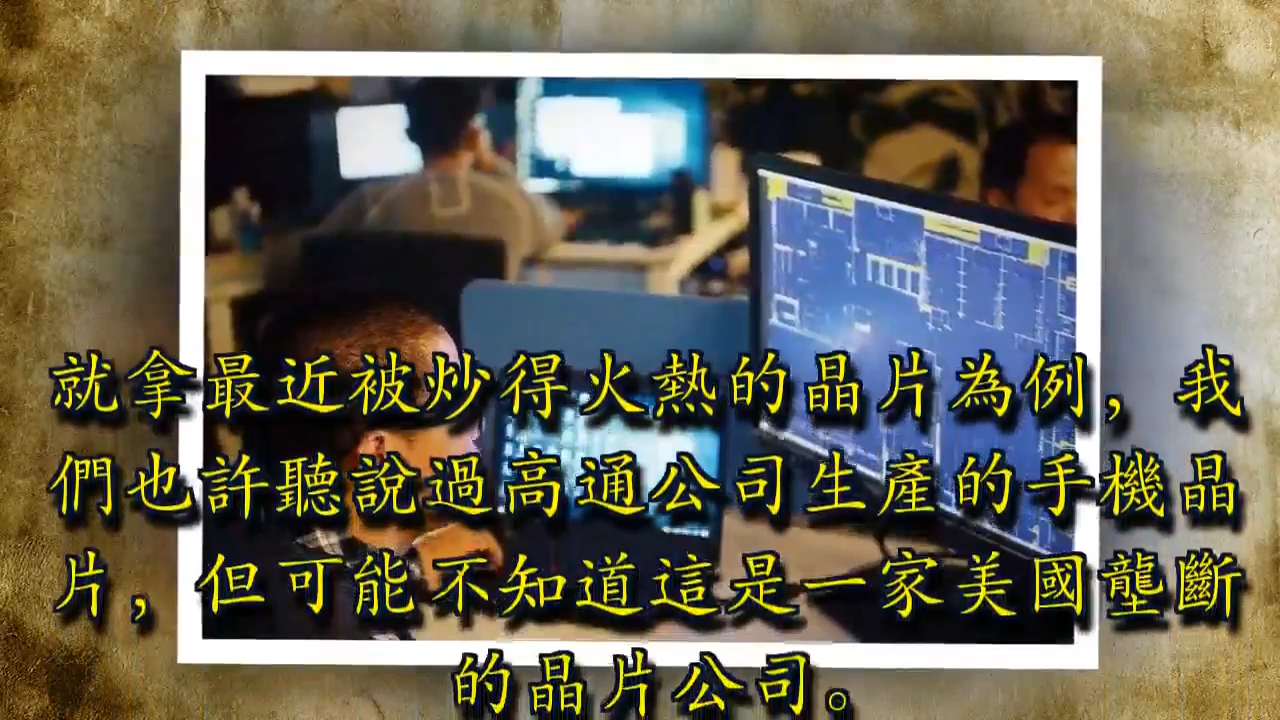 就拿最近被炒得火熱的晶片為例，我
們也許聽說過高通公司生產的手機晶
片，但可能不知道這是一家美國壟斷
的晶片公司。